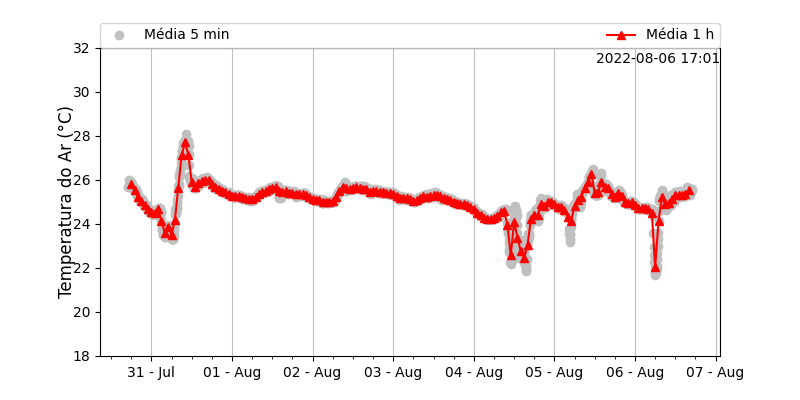 Média 5 min
Média 1 h
2022-08-06 17:01
Temperatura do Ar (°C)
32
30
28
26
24
22
20
18
31 - Jul
01 - Aug
02 - Aug
03 - Aug
04 - Aug
05 - Aug
06 - Aug
07 - Aug